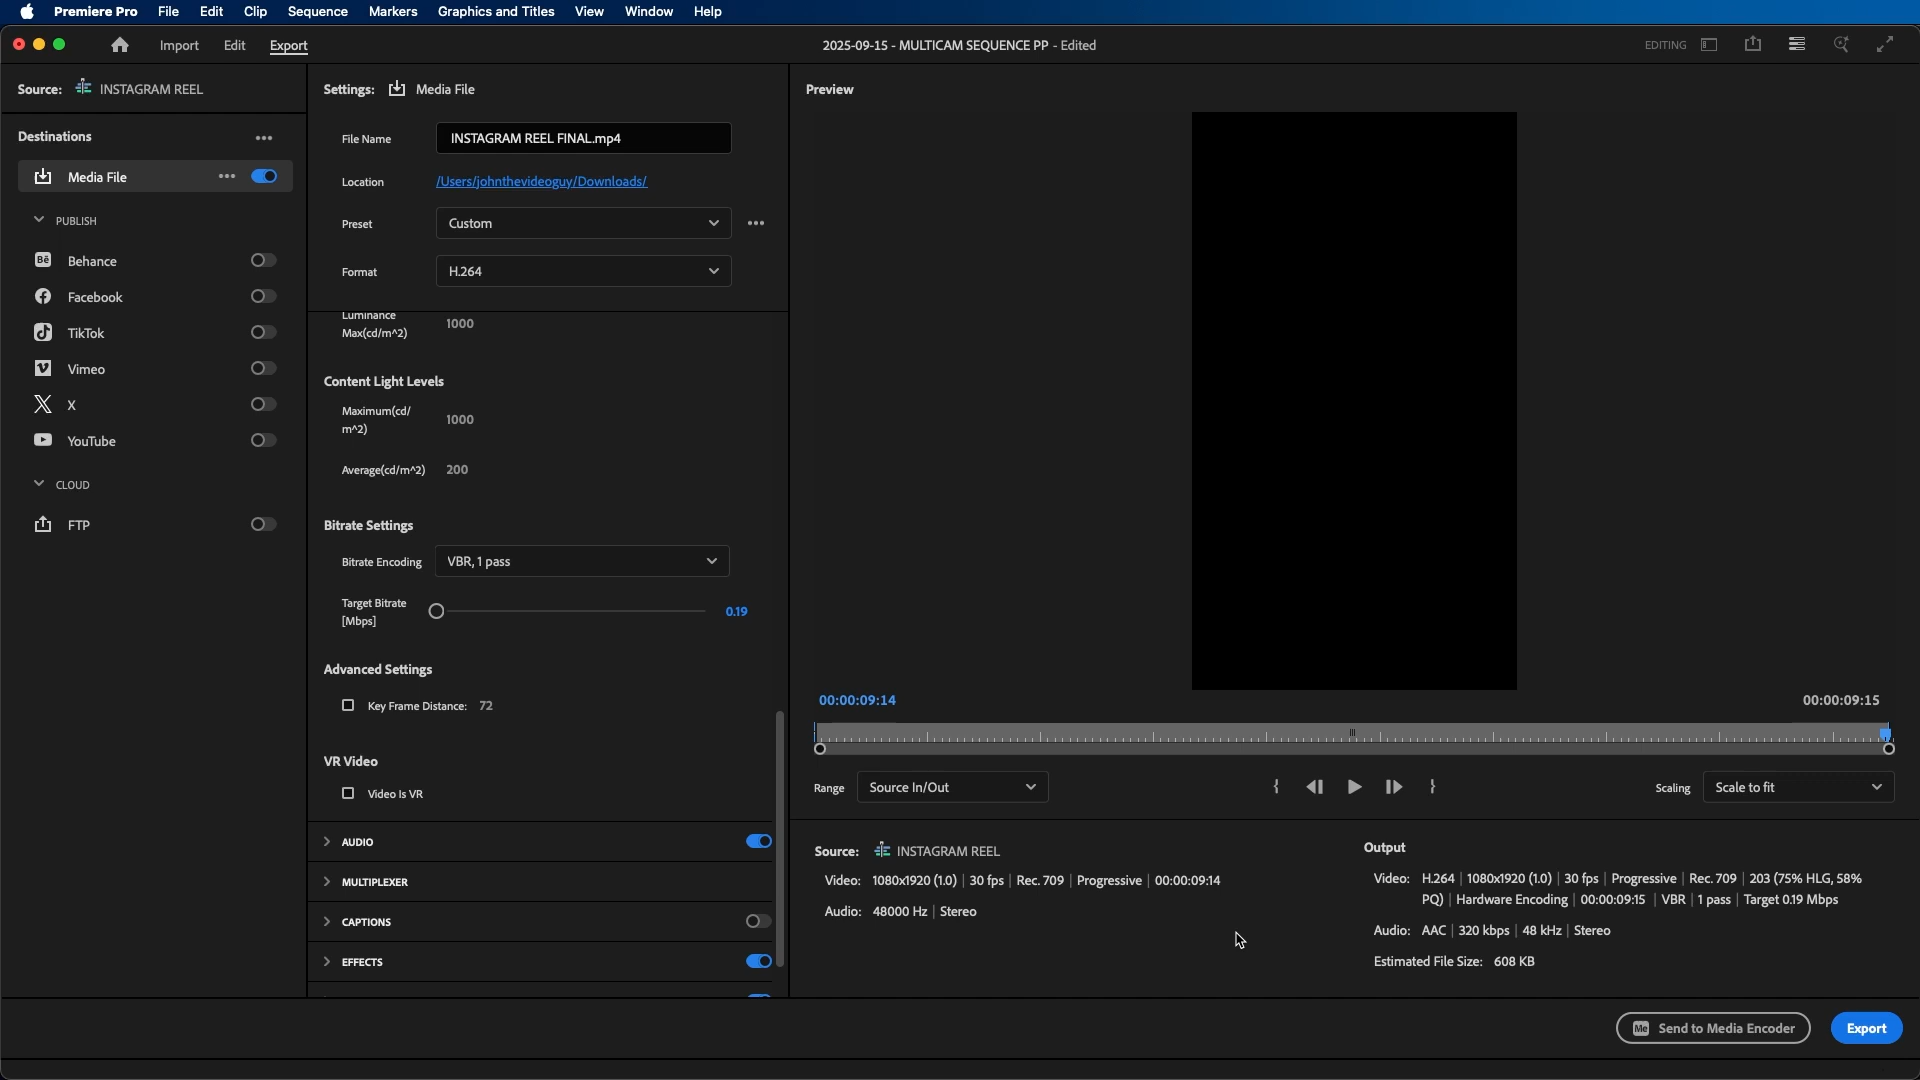 Premiere Pro File Edit Clip Sequence Markers Graphics and Titles View Window Help
Import Edit Export
2025-09-15 - MULTICAM SEQUENCE PP - Edited
EDITING
Source: INSTAGRAM REEL
Destinations
Media File
PUBLISH
Behance
Facebook
TikTok
Vimeo
X
YouTube
CLOUD
FTP
Settings: Media File
File Name INSTAGRAM REEL FINAL.mp4
Location /Users/johnthevideoguy/Downloads/
Preset Custom
Format H.264
Luminance
Max(cd/m^2) 1000
Content Light Levels
Maximum(cd/
m^2) 1000
Average(cd/m^2) 200
Bitrate Settings
Bitrate Encoding VBR, 1 pass
Target Bitrate
[Mbps] 0.19
Advanced Settings
Key Frame Distance: 72
VR Video
Video Is VR
AUDIO
MULTIPLEXER
CAPTIONS
EFFECTS
Preview
00:00:09:14 00:00:09:15
Range Source In/Out
Scaling Scale to fit
Source: INSTAGRAM REEL
Video: 1080x1920 (1.0) | 30 fps | Rec. 709 | Progressive | 00:00:09:14
Audio: 48000 Hz | Stereo
Output
Video: H.264 | 1080x1920 (1.0) | 30 fps | Progressive | Rec. 709 | 203 (75% HLG, 58%
PQ) | Hardware Encoding | 00:00:09:15 | VBR | 1 pass | Target 0.19 Mbps
Audio: AAC | 320 kbps | 48 kHz | Stereo
Estimated File Size: 608 KB
Me Send to Media Encoder
Export